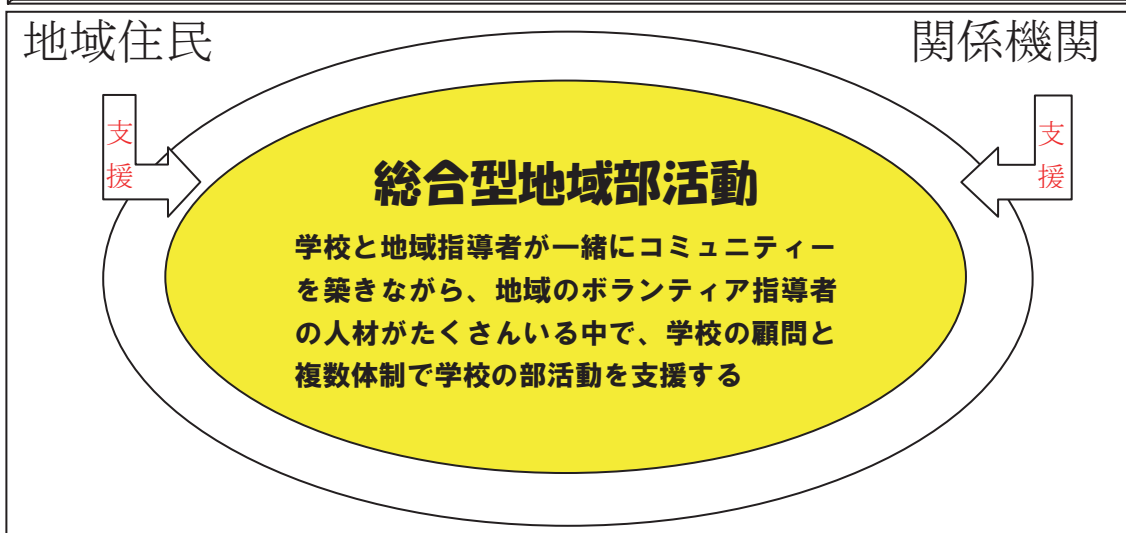 地域住民
関係機関
支援
支援
総合型地域部活動
学校と地域指導者が一緒にコミュニティー
を築きながら、地域のボランティア指導者
の人材がたくさんいる中で、学校の顧問と
複数体制で学校の部活動を支援する